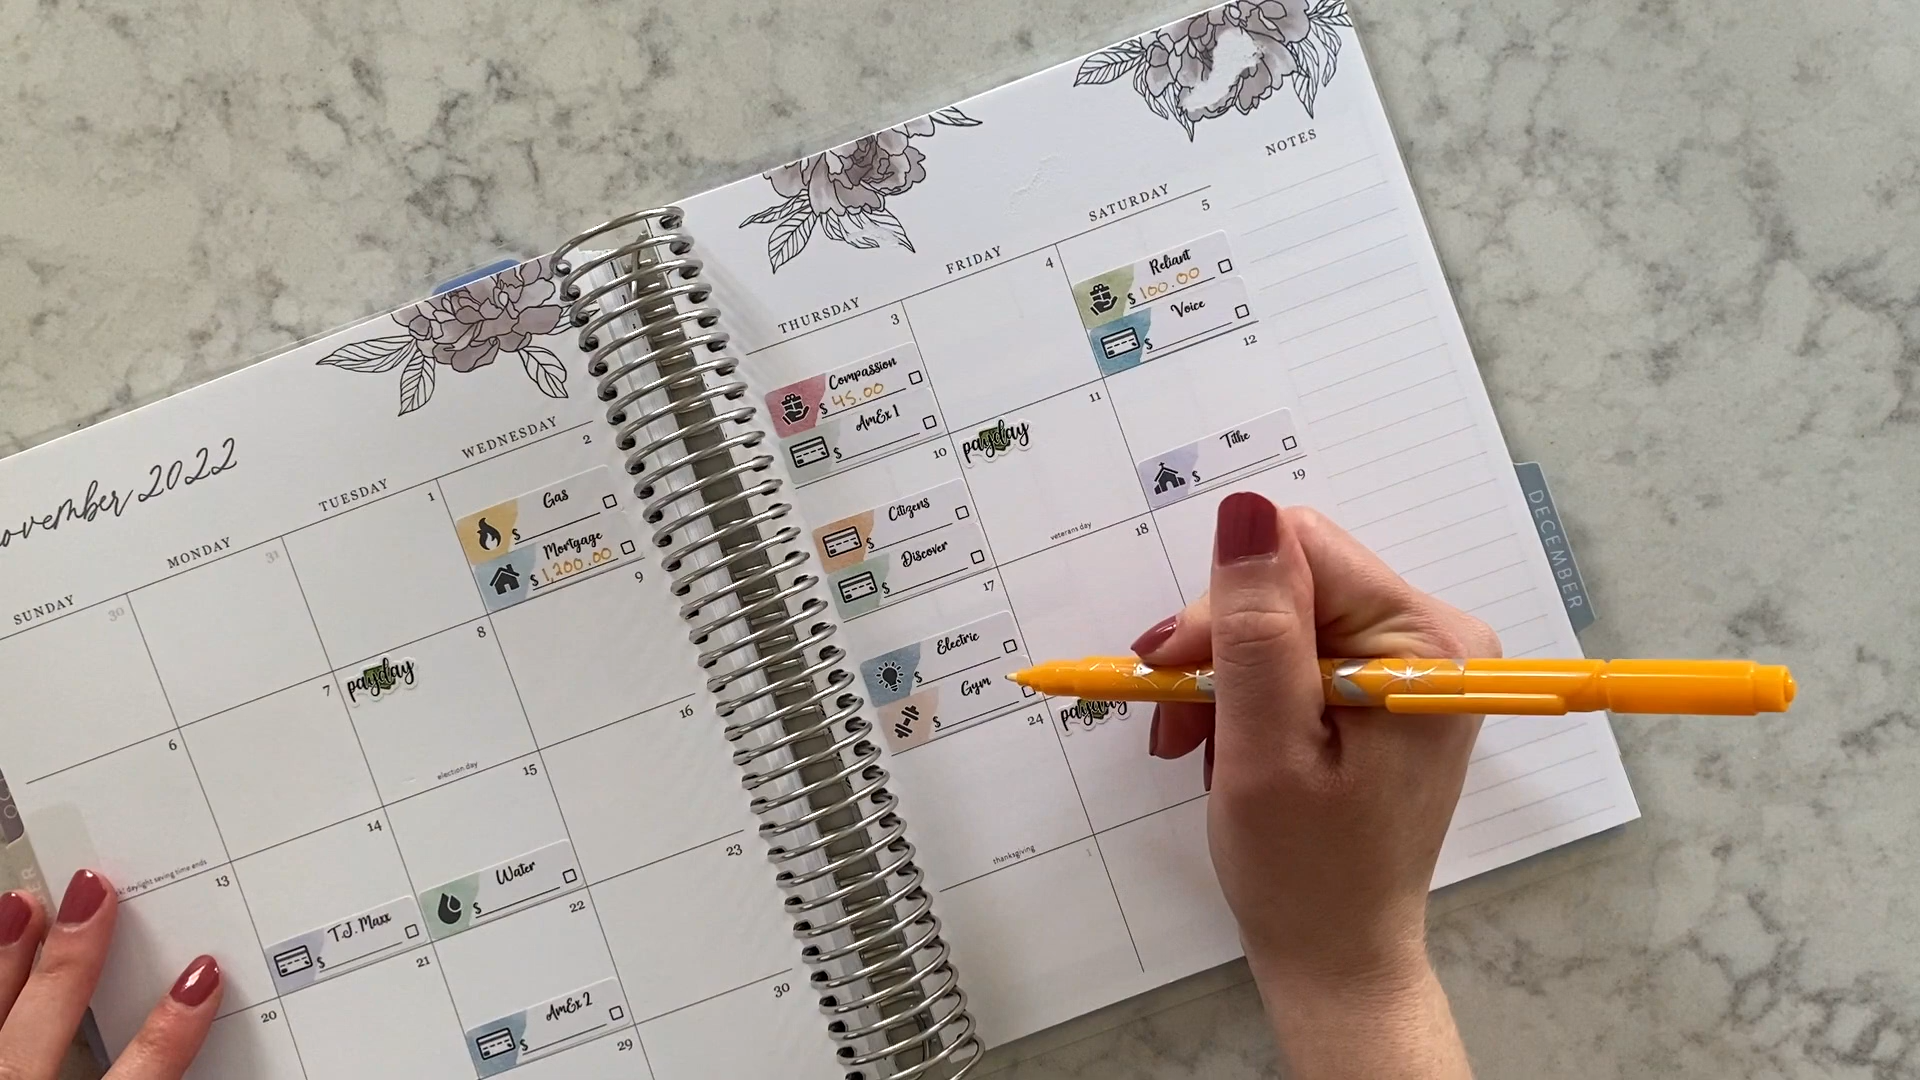 2022
SUNDAY
MONDAY
TUESDAY
WEDNESDAY
THURSDAY
FRIDAY
SATURDAY
NOTES
30
31
1
2
Gas
$
Mortgage
$ 1,200.00
3
Compassion
$ 45.00
AmEx 1
$
4
5
Reliant
$ 100.00
Voice
$
6
daylight saving time ends
7
8
payday
election day
9
10
Citizens
$
Discover
$
11
payday
veterans day
12
Tithe
$
13
14
T.J. Maxx
$
15
Water
$
16
17
Electric
$
Gym
$
18
19
20
21
22
AmEx 2
$
23
24
thanksgiving
payday
29
30
1
DECEMBER